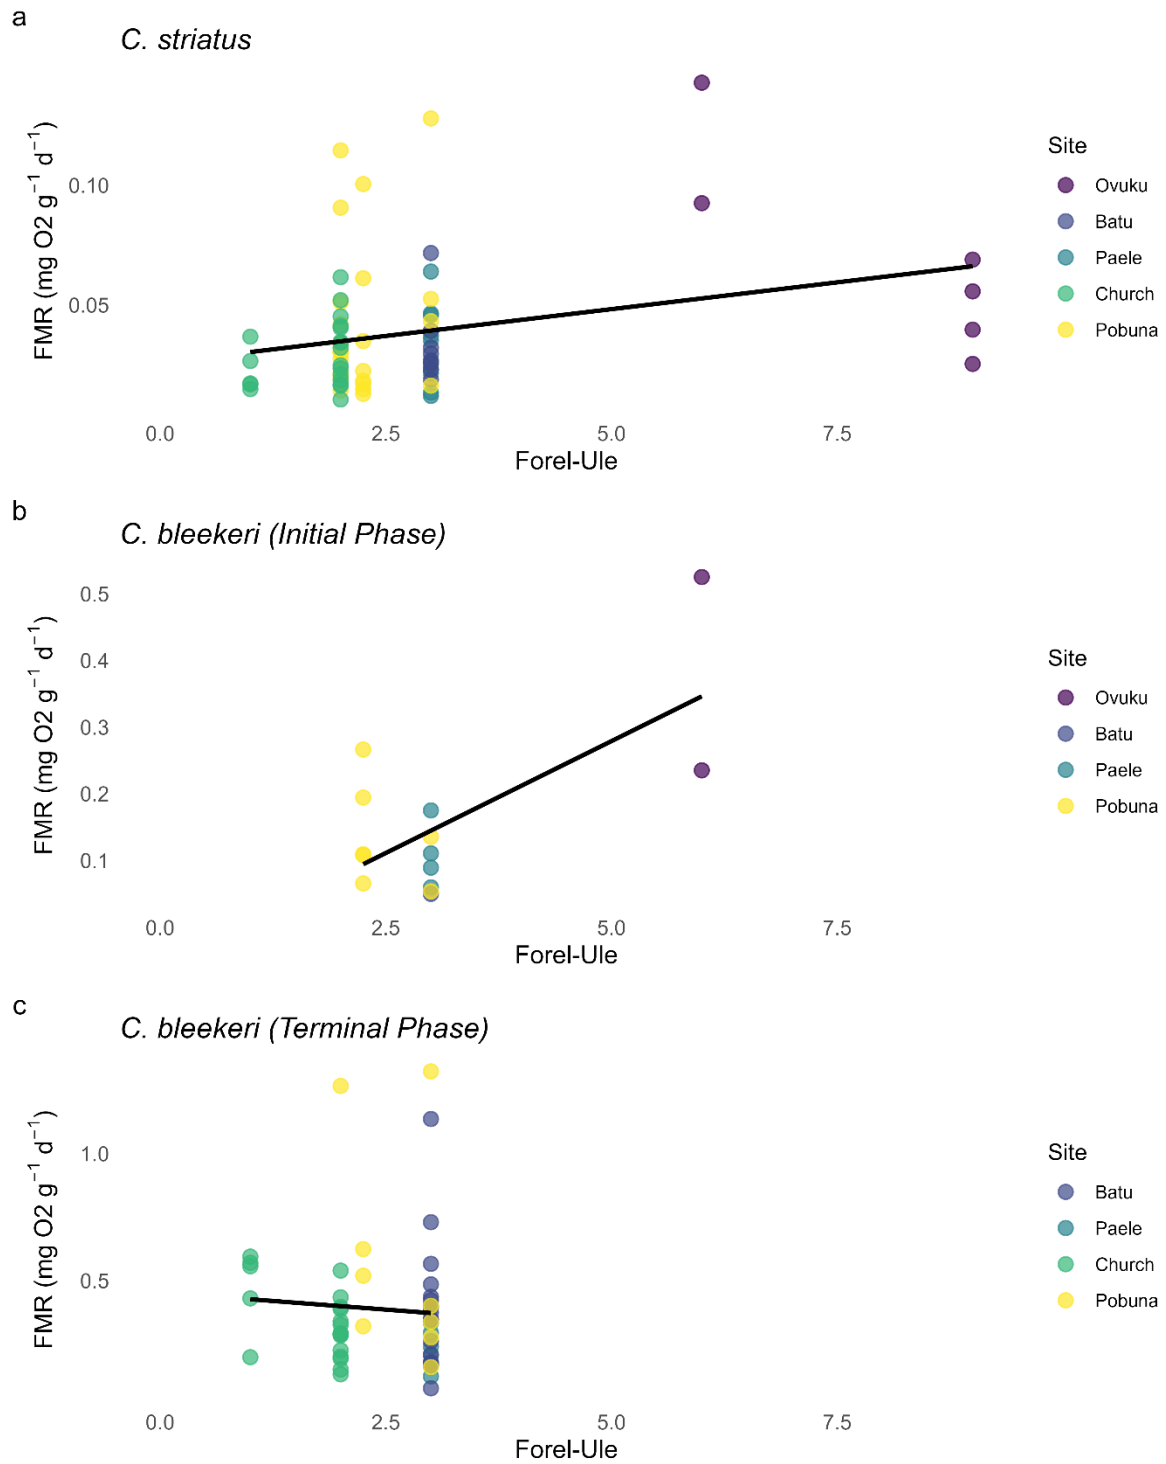 a
C. striatus
FMR (mg O2 g⁻¹ d⁻¹)
0.10
0.05
0.0 2.5 5.0 7.5
Forel-Ule
Site
Ovuku
Batu
Paele
Church
Pobuna
b
C. bleekeri (Initial Phase)
FMR (mg O2 g⁻¹ d⁻¹)
0.5
0.4
0.3
0.2
0.1
0.0 2.5 5.0 7.5
Forel-Ule
Site
Ovuku
Batu
Paele
Pobuna
c
C. bleekeri (Terminal Phase)
FMR (mg O2 g⁻¹ d⁻¹)
1.0
0.5
0.0 2.5 5.0 7.5
Forel-Ule
Site
Batu
Paele
Church
Pobuna